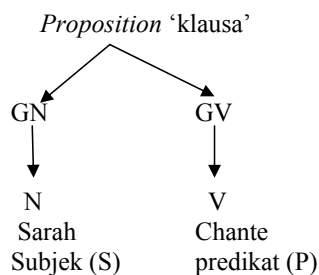 Proposition ‘klausa’
GN GV
N V
Sarah Chante
Subjek (S) predikat (P)